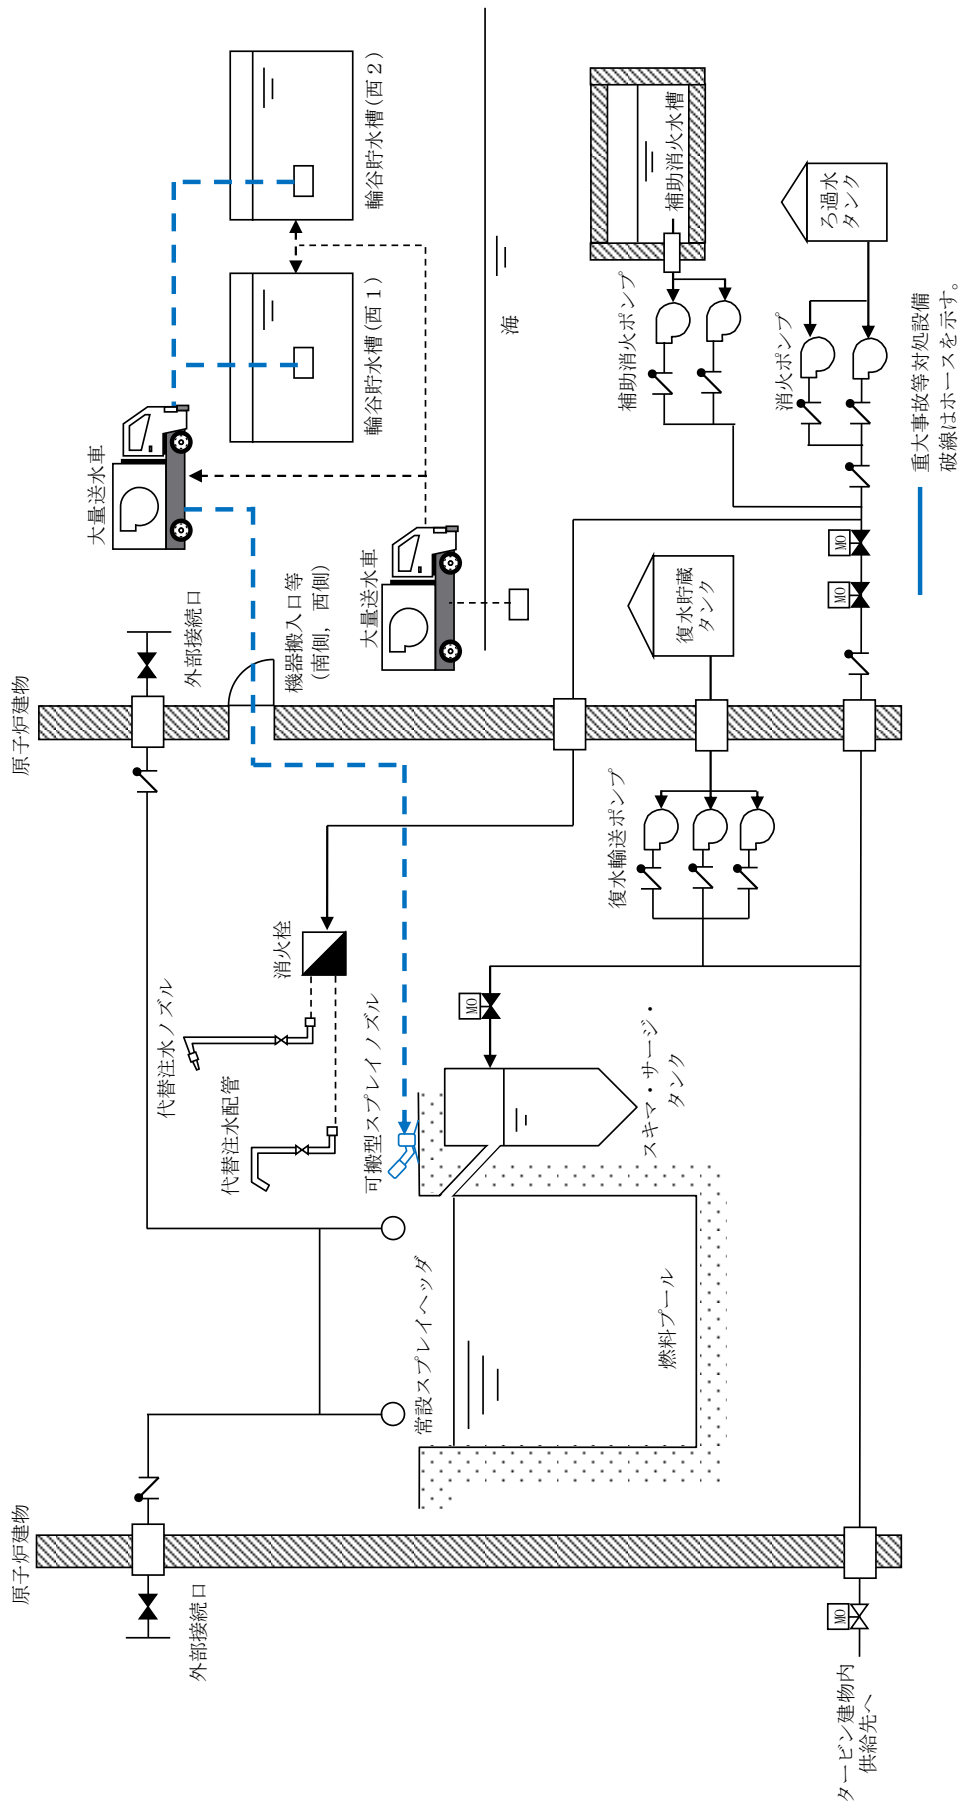 原子炉建物
外部接続口
タービン建物内
供給先へ
MO
常設スプレイヘッダ
燃料プール
代替注水ノズル
代替注水配管
可搬型スプレイノズル
消火栓
スキマ・サージ・
タンク
MO
復水輸送ポンプ
原子炉建物
外部接続口
機器搬入口等
(南側，西側)
復水貯蔵
タンク
MO
MO
大量送水車
大量送水車
海
輪谷貯水槽(西1)
輪谷貯水槽(西2)
補助消火ポンプ
補助消火水槽
消火ポンプ
ろ過水
タンク
重大事故等対処設備
破線はホースを示す。